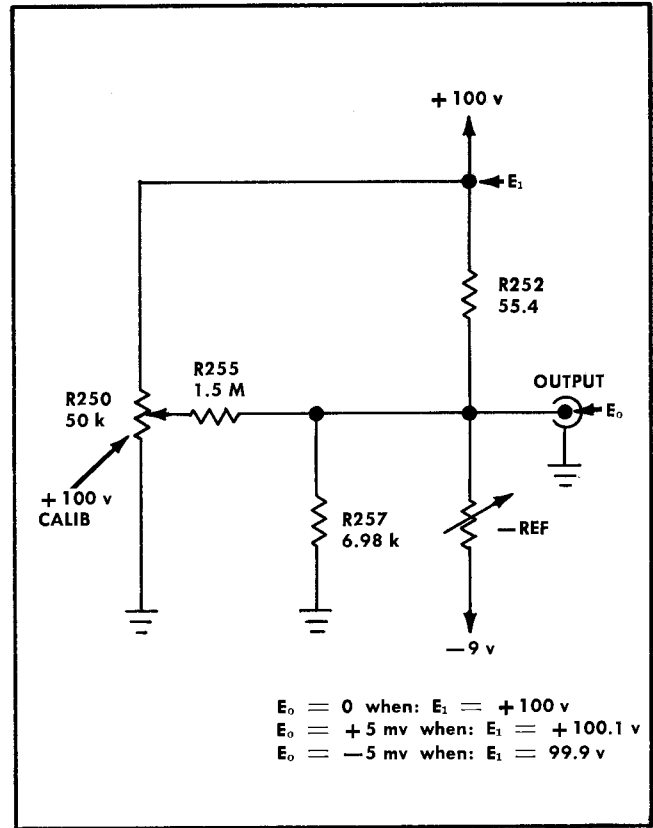 + 100 v
E₁
R252
55.4
R255
1.5 M
OUTPUT
R250
50 k
E₀
+ 100 v
CALIB
R257
6.98 k
— REF
— 9 v
E₀ = 0 when: E₁ = + 100 v
E₀ = + 5 mv when: E₁ = + 100.1 v
E₀ = — 5 mv when: E₁ = 99.9 v